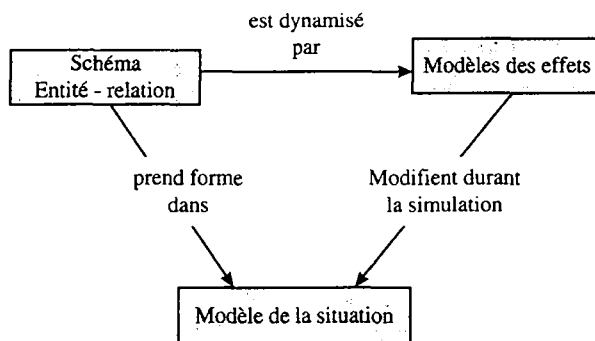 est dynamisé
par
Schéma
Entité - relation
Modèles des effets
prend forme
dans
Modifient durant
la simulation
Modèle de la situation